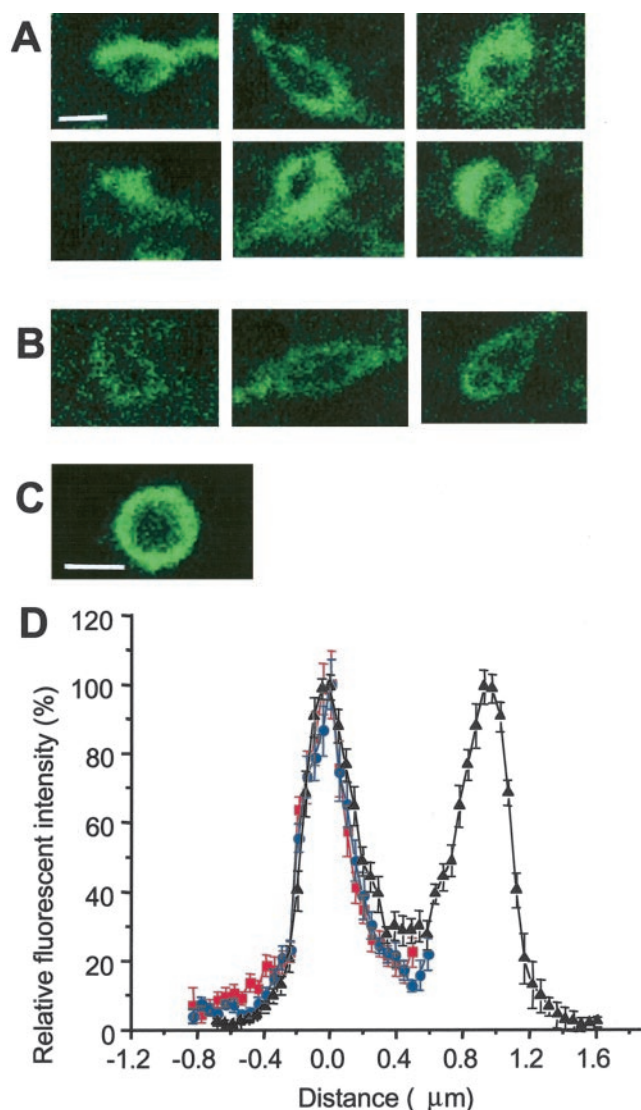 A
B
C
D
120
100
80
60
40
20
0
Relative fluorescent intensity (%)
-1.2 -0.8 -0.4 0.0 0.4 0.8 1.2 1.6
Distance ( μm)